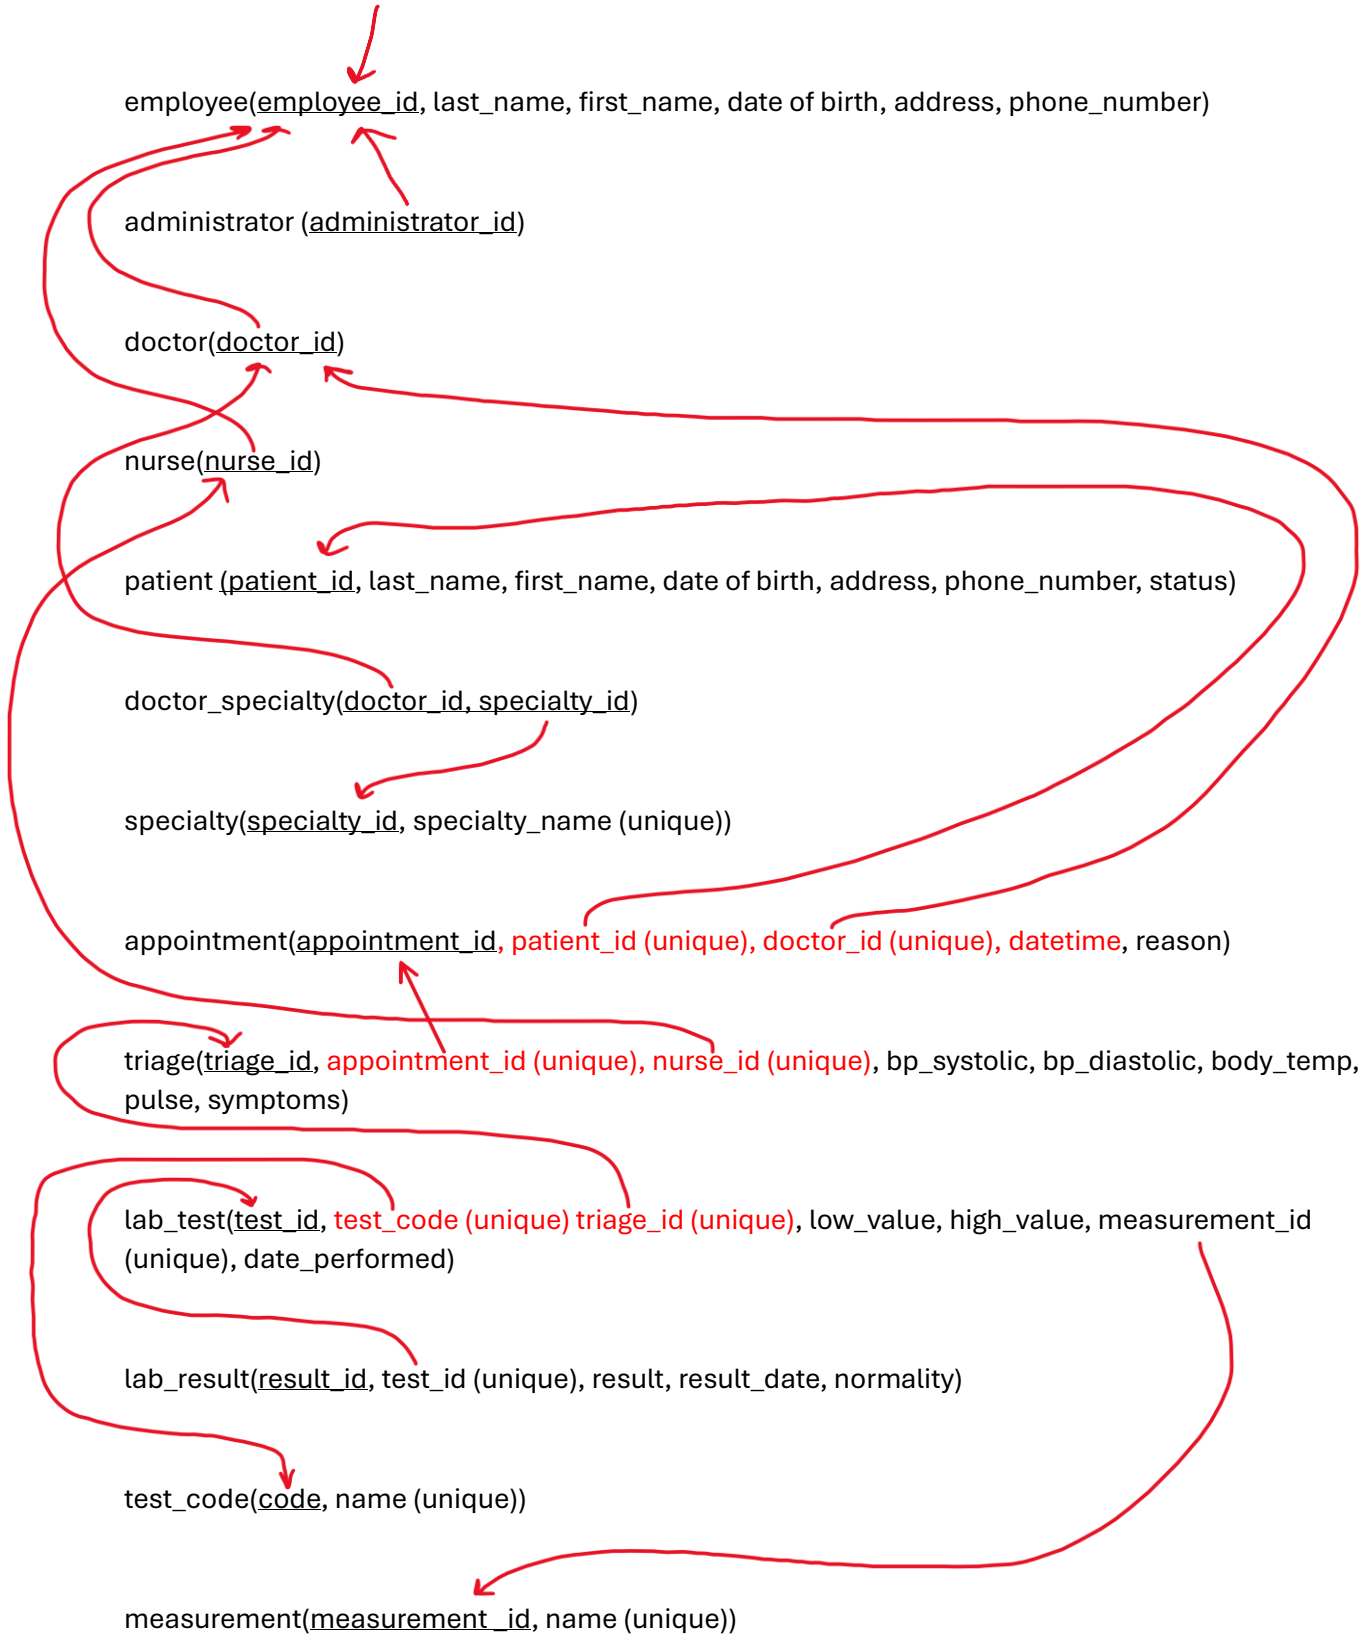 employee(employee_id, last_name, first_name, date of birth, address, phone_number)
administrator (administrator_id)
doctor(doctor_id)
nurse(nurse_id)
patient (patient_id, last_name, first_name, date of birth, address, phone_number, status)
doctor_specialty(doctor_id, specialty_id)
specialty(specialty_id, specialty_name (unique))
appointment(appointment_id, patient_id (unique), doctor_id (unique), datetime, reason)
triage(triage_id, appointment_id (unique), nurse_id (unique), bp_systolic, bp_diastolic, body_temp,
pulse, symptoms)
lab_test(test_id, test_code (unique) triage_id (unique), low_value, high_value, measurement_id
(unique), date_performed)
lab_result(result_id, test_id (unique), result, result_date, normality)
test_code(code, name (unique))
measurement(measurement _id, name (unique))